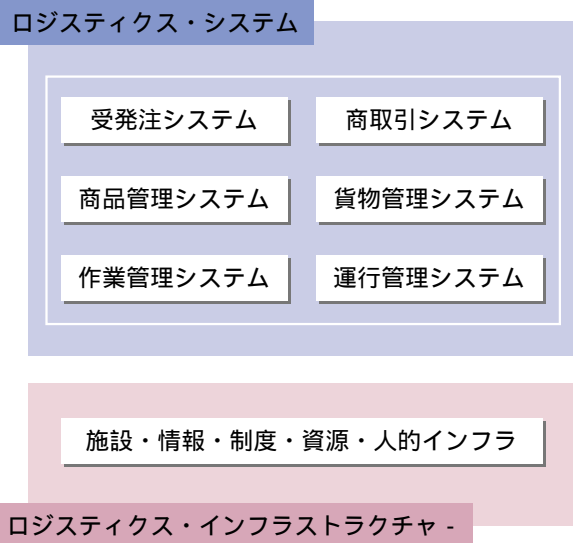 ロジスティクス・システム
受発注システム
商取引システム
商品管理システム
貨物管理システム
作業管理システム
運行管理システム
施設・情報・制度・資源・人的インフラ
ロジスティクス・インフラストラクチャ -